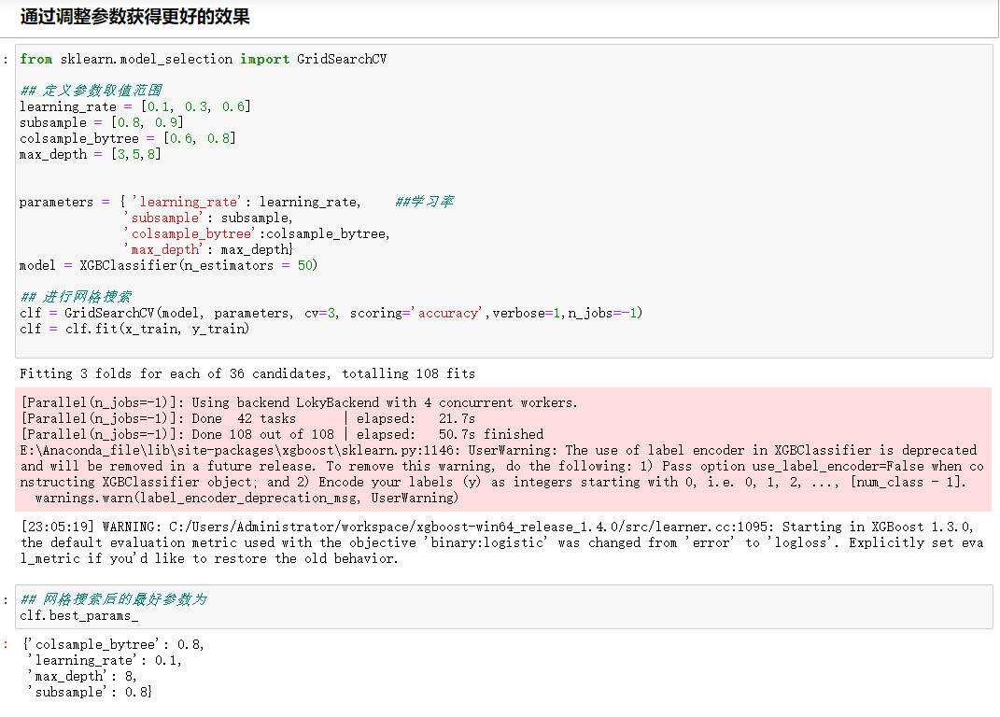 通过调整参数获得更好的效果
: from sklearn.model_selection import GridSearchCV
## 定义参数取值范围
learning_rate = [0.1, 0.3, 0.6]
subsample = [0.8, 0.9]
colsample_bytree = [0.6, 0.8]
max_depth = [3,5,8]
parameters = { 'learning_rate': learning_rate, ##学习率
'subsample': subsample,
'colsample_bytree':colsample_bytree,
'max_depth': max_depth}
model = XGBClassifier(n_estimators = 50)
## 进行网格搜索
clf = GridSearchCV(model, parameters, cv=3, scoring='accuracy',verbose=1,n_jobs=-1)
clf = clf.fit(x_train, y_train)
Fitting 3 folds for each of 36 candidates, totalling 108 fits
[Parallel(n_jobs=-1)]: Using backend LokyBackend with 4 concurrent workers.
[Parallel(n_jobs=-1)]: Done  42 tasks      | elapsed:   21.7s
[Parallel(n_jobs=-1)]: Done 108 out of 108 | elapsed:   50.7s finished
E:\Anaconda_file\lib\site-packages\xgboost\sklearn.py:1146: UserWarning: The use of label encoder in XGBClassifier is deprecated
and will be removed in a future release. To remove this warning, do the following: 1) Pass option use_label_encoder=False when co
nstructing XGBClassifier object; and 2) Encode your labels (y) as integers starting with 0, i.e. 0, 1, 2, ..., [num_class - 1].
warnings.warn(label_encoder_deprecation_msg, UserWarning)
[23:05:19] WARNING: C:/Users/Administrator/workspace/xgboost-win64_release_1.4.0/src/learner.cc:1095: Starting in XGBoost 1.3.0,
the default evaluation metric used with the objective 'binary:logistic' was changed from 'error' to 'logloss'. Explicitly set eva
l_metric if you'd like to restore the old behavior.
: ## 网格搜索后的最好参数为
clf.best_params_
: {'colsample_bytree': 0.8,
'learning_rate': 0.1,
'max_depth': 8,
'subsample': 0.8}